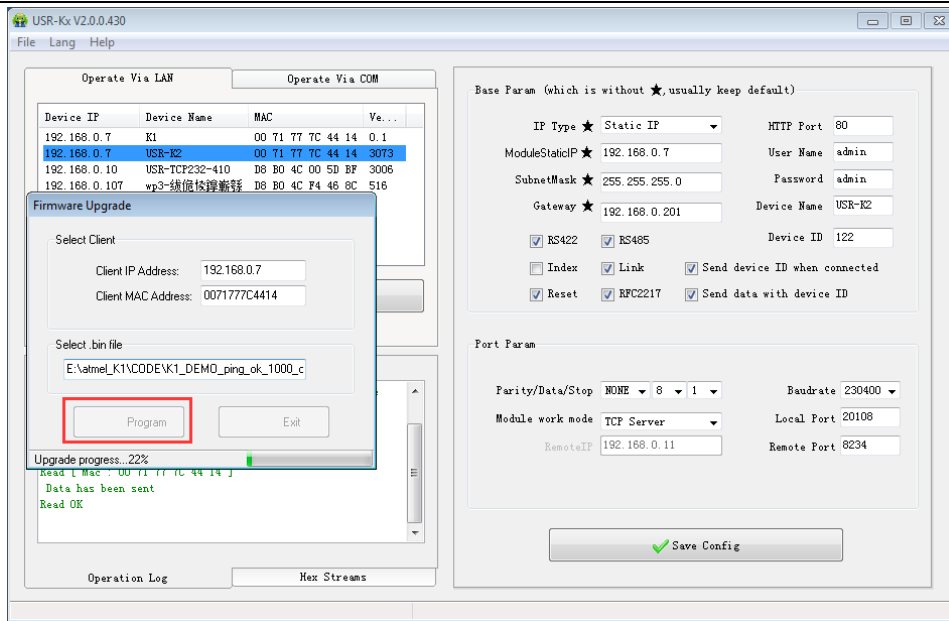 USR-Kx V2.0.0.430
File Lang Help
Operate Via LAN
Operate Via COM
Device IP Device Name MAC Ve...
192.168.0.7 K1 00 71 77 7C 44 14 0.1
192.168.0.7 USR-K2 00 71 77 7C 44 14 3073
192.168.0.10 USR-TCP232-410 D8 B0 4C 00 5D BF 3006
192.168.0.107 wp3- D8 B0 4C F4 46 8C 516
Firmware Upgrade
Select Client
Client IP Address: 192.168.0.7
Client MAC Address: 0071777C4414
Select .bin file
E:\atmel_K1\CODE\K1_DEMO_ping_ok_1000_c
Program
Exit
Upgrade progress...22%
Read [ Mac : 00 71 77 7C 44 14 ]
Data has been sent
Read OK
Operation Log
Hex Streams
Base Param (which is without ★,usually keep default)
IP Type ★ Static IP HTTP Port 80
ModuleStaticIP ★ 192.168.0.7 User Name admin
SubnetMask ★ 255.255.255.0 Password admin
Gateway ★ 192.168.0.201 Device Name USR-K2
RS422 RS485 Device ID 122
Index Link Send device ID when connected
Reset RFC2217 Send data with device ID
Port Param
Parity/Data/Stop NONE 8 1 Baudrate 230400
Module work mode TCP Server Local Port 20108
RemoteIP 192.168.0.11 Remote Port 8234
Save Config